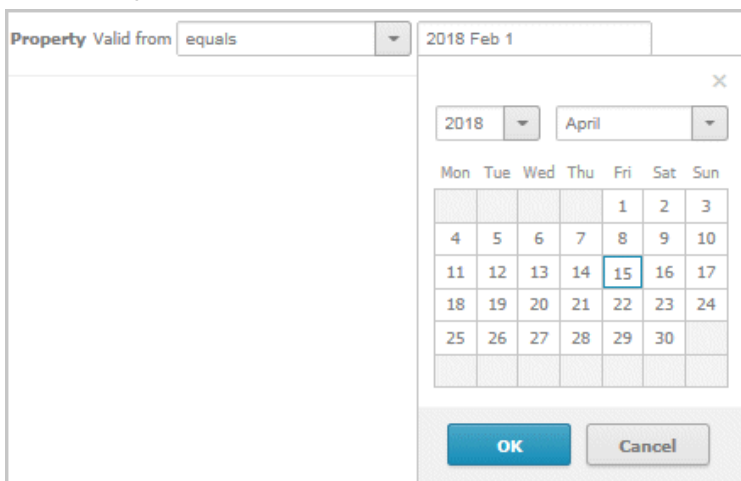 Property Valid from equals 2018 Feb 1
×
2018 April
Mon Tue Wed Thu Fri Sat Sun
1 2 3
4 5 6 7 8 9 10
11 12 13 14 15 16 17
18 19 20 21 22 23 24
25 26 27 28 29 30
OK Cancel